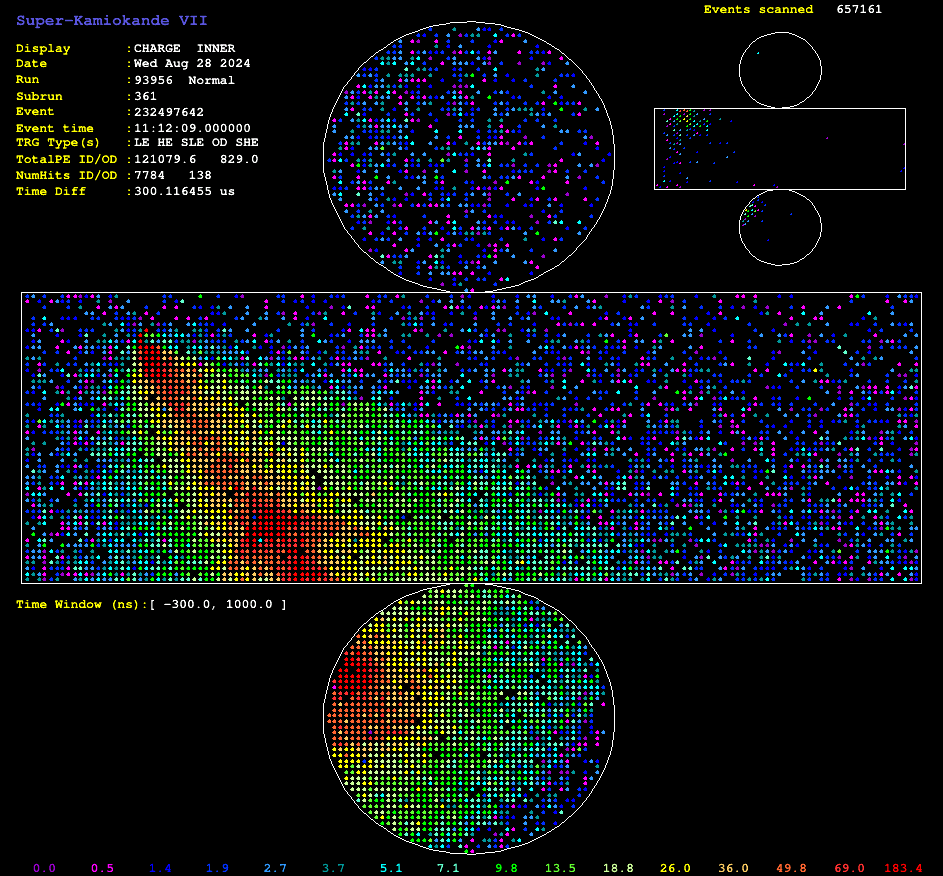 Super-Kamiokande VII
Events scanned 657161
Display :CHARGE INNER
Date :Wed Aug 28 2024
Run :93956 Normal
Subrun :361
Event :232497642
Event time :11:12:09.000000
TRG Type(s) :LE HE SLE OD SHE
TotalPE ID/OD :121079.6 829.0
NumHits ID/OD :7784 138
Time Diff :300.116455 us
Time Window (ns):[ −300.0, 1000.0 ]
0.0 0.5 1.4 1.9 2.7 3.7 5.1 7.1 9.8 13.5 18.8 26.0 36.0 49.8 69.0 183.4